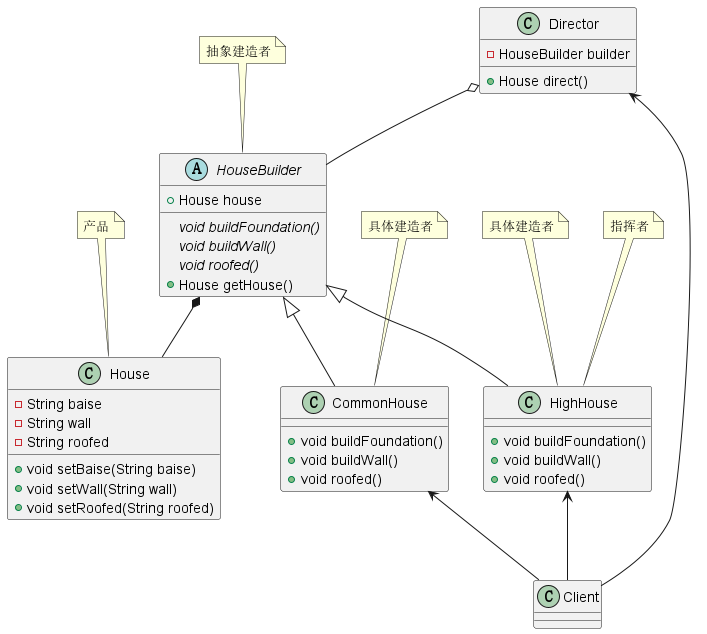 C Director
HouseBuilder builder
House direct()
抽象建造者
A HouseBuilder
House house
void buildFoundation()
void buildWall()
void roofed()
House getHouse()
产品
具体建造者
具体建造者
指挥者
C House
String baise
String wall
String roofed
void setBaise(String baise)
void setWall(String wall)
void setRoofed(String roofed)
C CommonHouse
void buildFoundation()
void buildWall()
void roofed()
C HighHouse
void buildFoundation()
void buildWall()
void roofed()
C Client